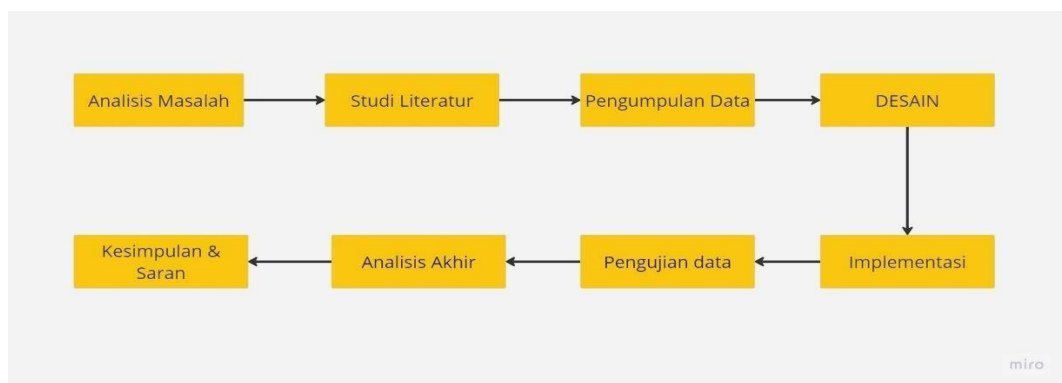 Analisis Masalah
Studi Literatur
Pengumpulan Data
DESAIN
Implementasi
Pengujian data
Analisis Akhir
Kesimpulan &
Saran
miro